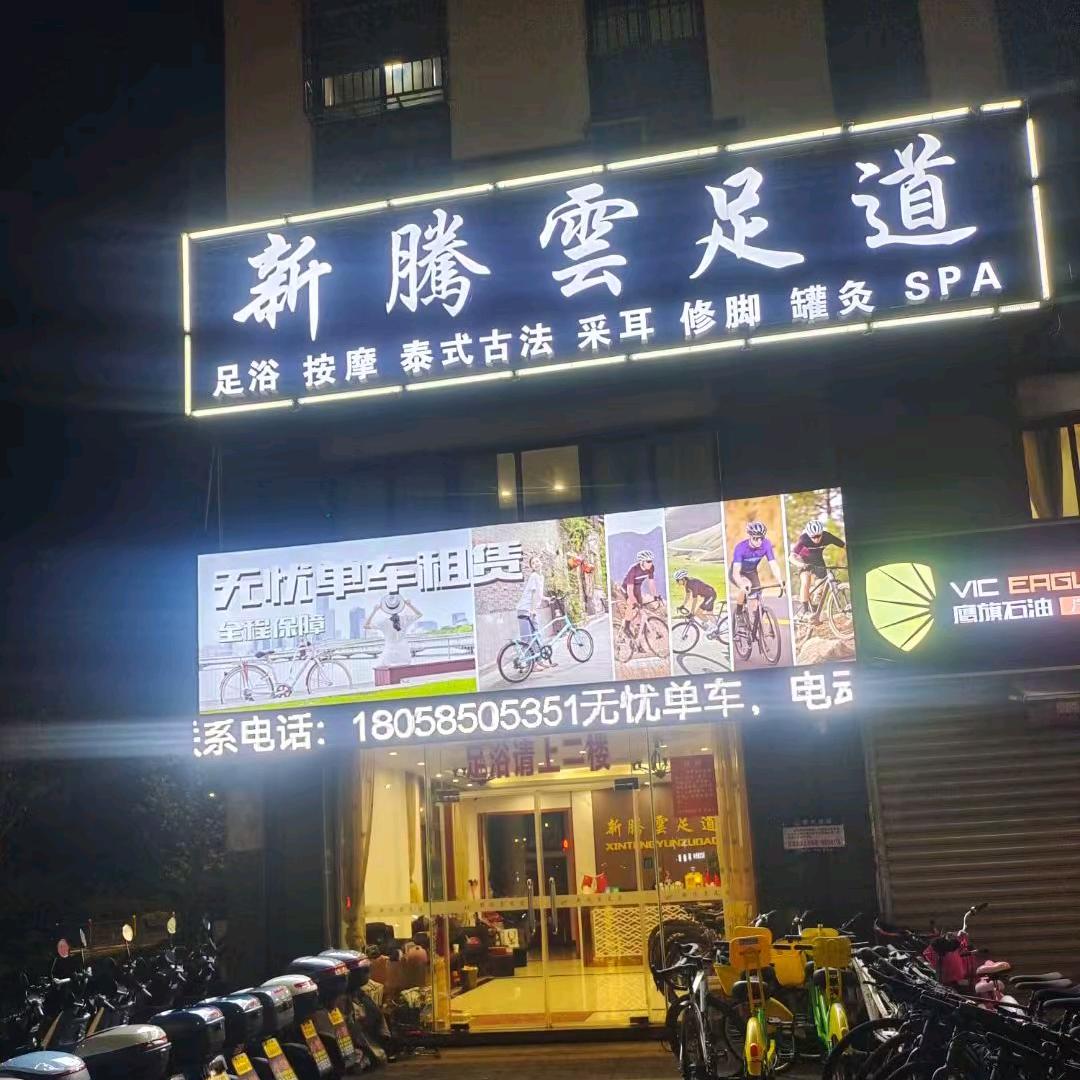 新騰雲足道
足浴 按摩 泰式古法 采耳 修脚 罐灸 SPA
无忧单车租赁
全程保障
系电话：18058505351无忧单车，电动
VIC EAGL
鹰旗石油
足浴请上二楼
新騰雲足道
XINTENGYUNZUDAO